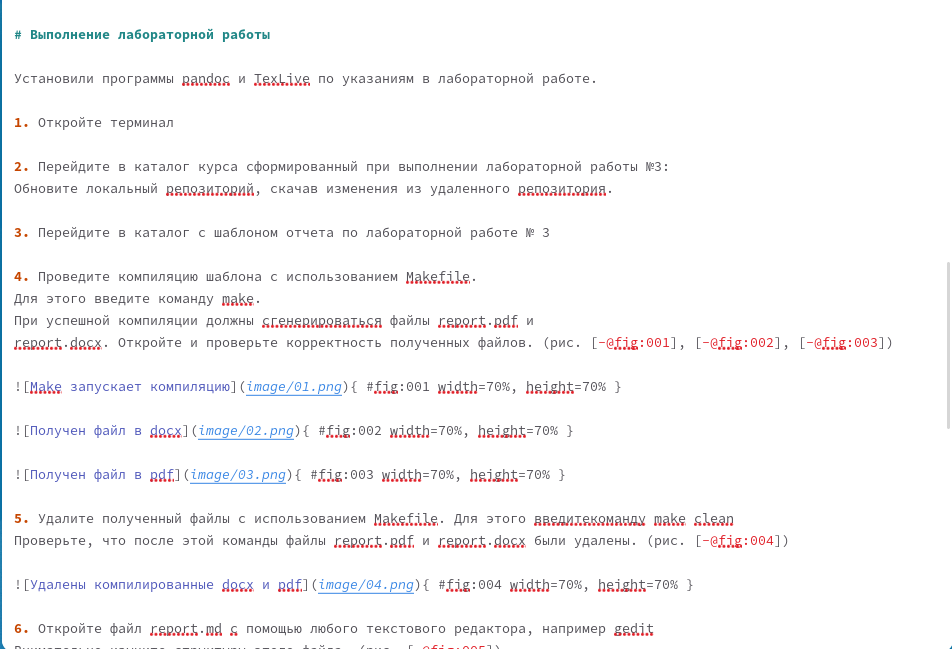 # Выполнение лабораторной работы
Установили программы pandoc и TexLive по указаниям в лабораторной работе.
1. Откройте терминал
2. Перейдите в каталог курса сформированный при выполнении лабораторной работы №3:
Обновите локальный репозиторий, скачав изменения из удаленного репозитория.
3. Перейдите в каталог с шаблоном отчета по лабораторной работе № 3
4. Проведите компиляцию шаблона с использованием Makefile.
Для этого введите команду make.
При успешной компиляции должны сгенерироваться файлы report.pdf и
report.docx. Откройте и проверьте корректность полученных файлов. (рис. [-@fig:001], [-@fig:002], [-@fig:003])
![Make запускает компиляцию](image/01.png){ #fig:001 width=70%, height=70% }
![Получен файл в docx](image/02.png){ #fig:002 width=70%, height=70% }
![Получен файл в pdf](image/03.png){ #fig:003 width=70%, height=70% }
5. Удалите полученный файлы с использованием Makefile. Для этого введитекоманду make clean
Проверьте, что после этой команды файлы report.pdf и report.docx были удалены. (рис. [-@fig:004])
![Удалены компилированные docx и pdf](image/04.png){ #fig:004 width=70%, height=70% }
6. Откройте файл report.md c помощью любого текстового редактора, например gedit